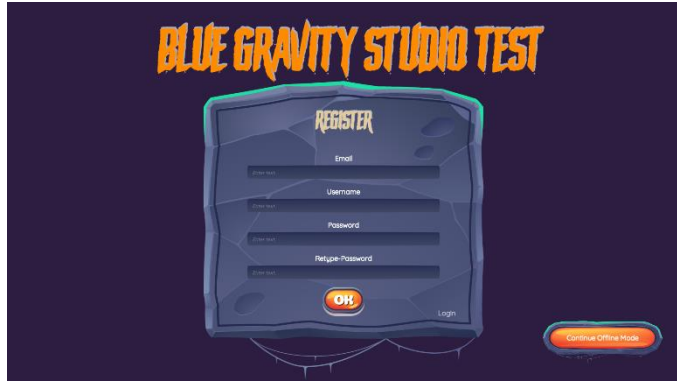 BLUE GRAVITY STUDIO TEST
REGISTER
Email
Enter text...
Username
Enter text...
Password
Enter text...
Retype-Password
Enter text...
OK
Login
Continue Offline Mode